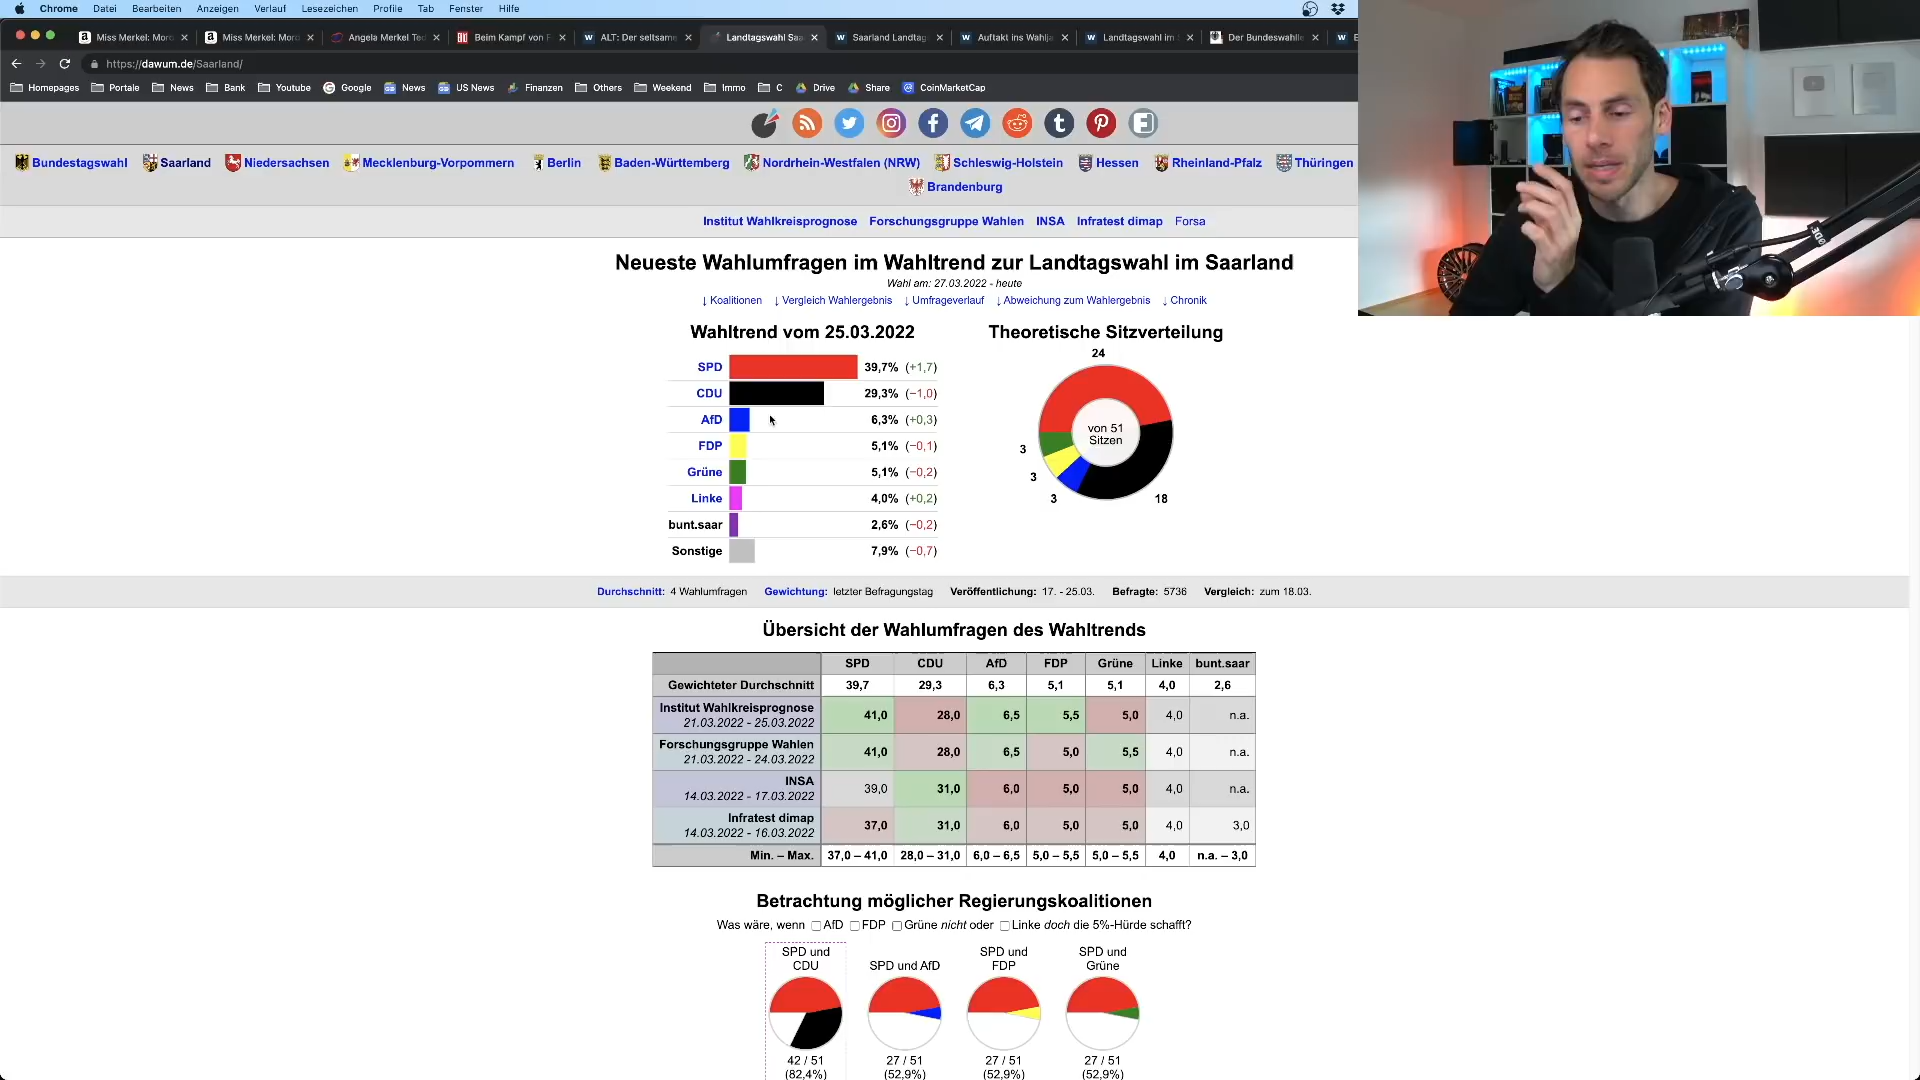 Chrome Datei Bearbeiten Anzeigen Verlauf Lesezeichen Profile Tab Fenster Hilfe
Miss Merkel: Mord
Miss Merkel: Mord
Angela Merkel
Beim Kampf von
ALT: Der seltsame
Landtagswahl Saa
Saarland Landtag
Auftakt ins
Landtagswahl im
Der
https://dawum.de/Saarland/
Homepages Portale News Bank Youtube Google News US News Finanzen Others Weekend Immo C Drive Share CoinMarketCap
Bundestagswahl Saarland Niedersachsen Mecklenburg-Vorpommern Berlin Baden-Württemberg Nordrhein-Westfalen (NRW) Schleswig-Holstein Hessen Rheinland-Pfalz Thüringen
Brandenburg
Institut Wahlkreisprognose Forschungsgruppe Wahlen INSA Infratest dimap Forsa
Neueste Wahlumfragen im Wahltrend zur Landtagswahl im Saarland
Wahl am: 27.03.2022 - heute
↓ Koalitionen ↓ Vergleich Wahlergebnis ↓ Umfrageverlauf ↓ Abweichung zum Wahlergebnis ↓ Chronik
Wahltrend vom 25.03.2022
SPD 39,7% (+1,7)
CDU 29,3% (−1,0)
AfD 6,3% (+0,3)
FDP 5,1% (−0,1)
Grüne 5,1% (−0,2)
Linke 4,0% (+0,2)
bunt.saar 2,6% (−0,2)
Sonstige 7,9% (−0,7)
Theoretische Sitzverteilung
24
von 51
Sitzen
3
3
3
18
Durchschnitt: 4 Wahlumfragen Gewichtung: letzter Befragungstag Veröffentlichung: 17. - 25.03. Befragte: 5736 Vergleich: zum 18.03.
Übersicht der Wahlumfragen des Wahltrends
SPD CDU AfD FDP Grüne Linke bunt.saar
Gewichteter Durchschnitt 39,7 29,3 6,3 5,1 5,1 4,0 2,6
Institut Wahlkreisprognose
21.03.2022 - 25.03.2022 41,0 28,0 6,5 5,5 5,0 4,0 n.a.
Forschungsgruppe Wahlen
21.03.2022 - 24.03.2022 41,0 28,0 6,5 5,0 5,5 4,0 n.a.
INSA
14.03.2022 - 17.03.2022 39,0 31,0 6,0 5,0 5,0 4,0 n.a.
Infratest dimap
14.03.2022 - 16.03.2022 37,0 31,0 6,0 5,0 5,0 4,0 3,0
Min. – Max. 37,0 – 41,0 28,0 – 31,0 6,0 – 6,5 5,0 – 5,5 5,0 – 5,5 4,0 n.a. – 3,0
Betrachtung möglicher Regierungskoalitionen
Was wäre, wenn AfD FDP Grüne nicht oder Linke doch die 5%-Hürde schafft?
SPD und
CDU
SPD und AfD
SPD und
FDP
SPD und
Grüne
42 / 51 27 / 51 27 / 51 27 / 51
(82,4%) (52,9%) (52,9%) (52,9%)
RØDE